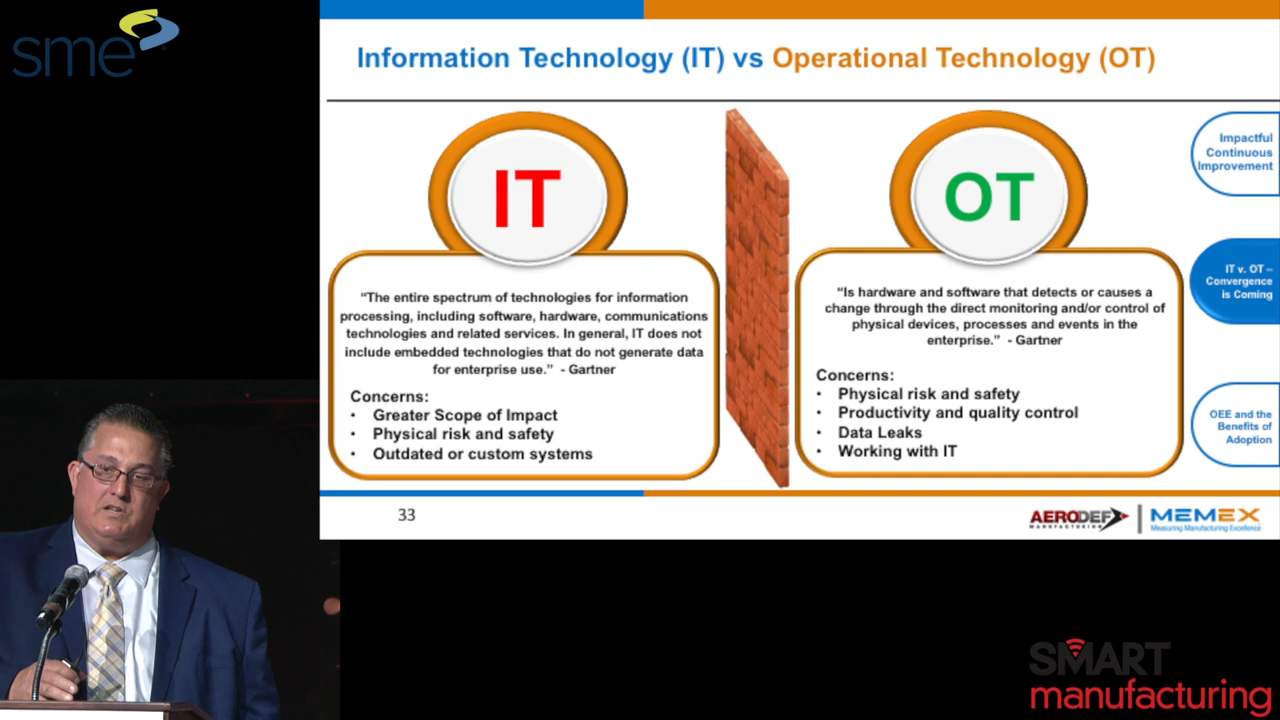 sme
Information Technology (IT) vs Operational Technology (OT)
IT
“The entire spectrum of technologies for information
processing, including software, hardware, communications
technologies and related services. In general, IT does not
include embedded technologies that do not generate data
for enterprise use.” - Gartner
Concerns:
• Greater Scope of Impact
• Physical risk and safety
• Outdated or custom systems
OT
“Is hardware and software that detects or causes a
change through the direct monitoring and/or control of
physical devices, processes and events in the
enterprise.” - Gartner
Concerns:
• Physical risk and safety
• Productivity and quality control
• Data Leaks
• Working with IT
Impactful
Continuous
Improvement
IT v. OT –
Convergence
is Coming
OEE and the
Benefits of
Adoption
33
AERODEF
MANUFACTURING
MEMEX
Measuring Manufacturing Excellence
SMART
manufacturing